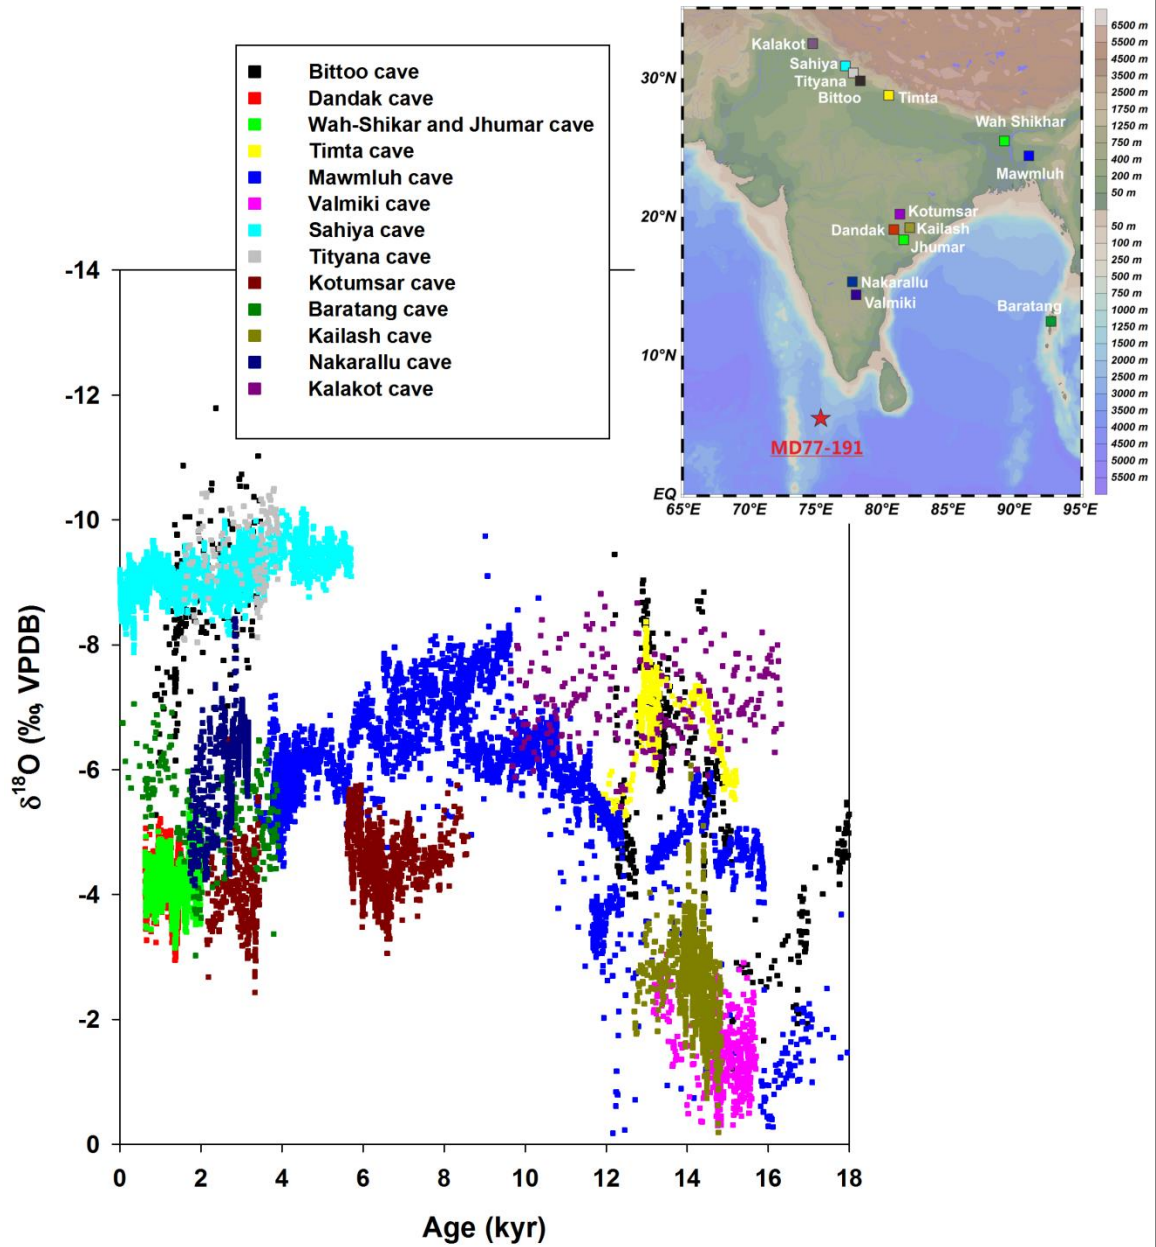 Bittoo cave
Dandak cave
Wah-Shikar and Jhumar cave
Timta cave
Mawmluh cave
Valmiki cave
Sahiya cave
Tityana cave
Kotumsar cave
Baratang cave
Kailash cave
Nakarallu cave
Kalakot cave
30°N
20°N
10°N
EQ
65°E
70°E
75°E
80°E
85°E
90°E
95°E
Kalakot
Sahiya
Tityana
Bittoo
Timta
Wah Shikhar
Mawmluh
Kotumsar
Dandak
Kailash
Jhumar
Nakarallu
Valmiki
Baratang
MD77-191
6500 m
5500 m
4500 m
3500 m
2500 m
1750 m
1250 m
400 m
200 m
50 m
50 m
100 m
250 m
500 m
750 m
1000 m
1250 m
1500 m
2000 m
2500 m
3000 m
3500 m
4000 m
4500 m
5000 m
5500 m
-14
-12
-10
-8
-6
-4
-2
0
δ¹⁸O (‰, VPDB)
0
2
4
6
8
10
12
14
16
18
Age (kyr)